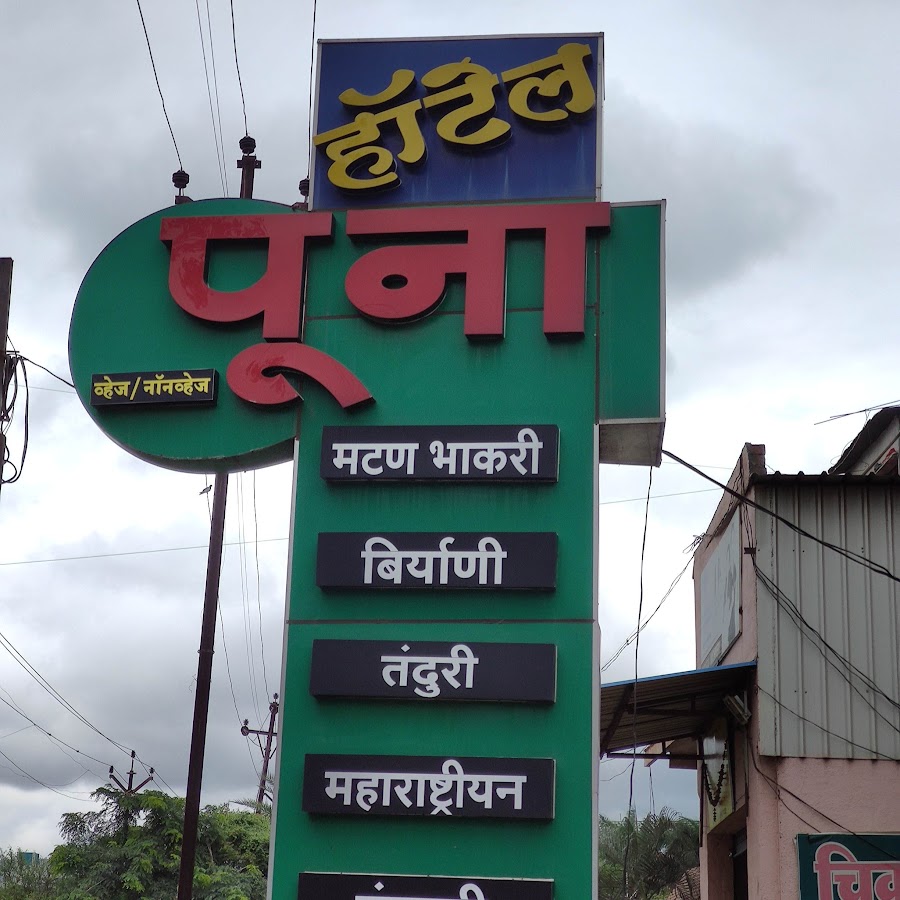 हॉटेल
पूना
व्हेज/नॉनव्हेज
मटण भाकरी
बिर्याणी
तंदुरी
महाराष्ट्रीयन